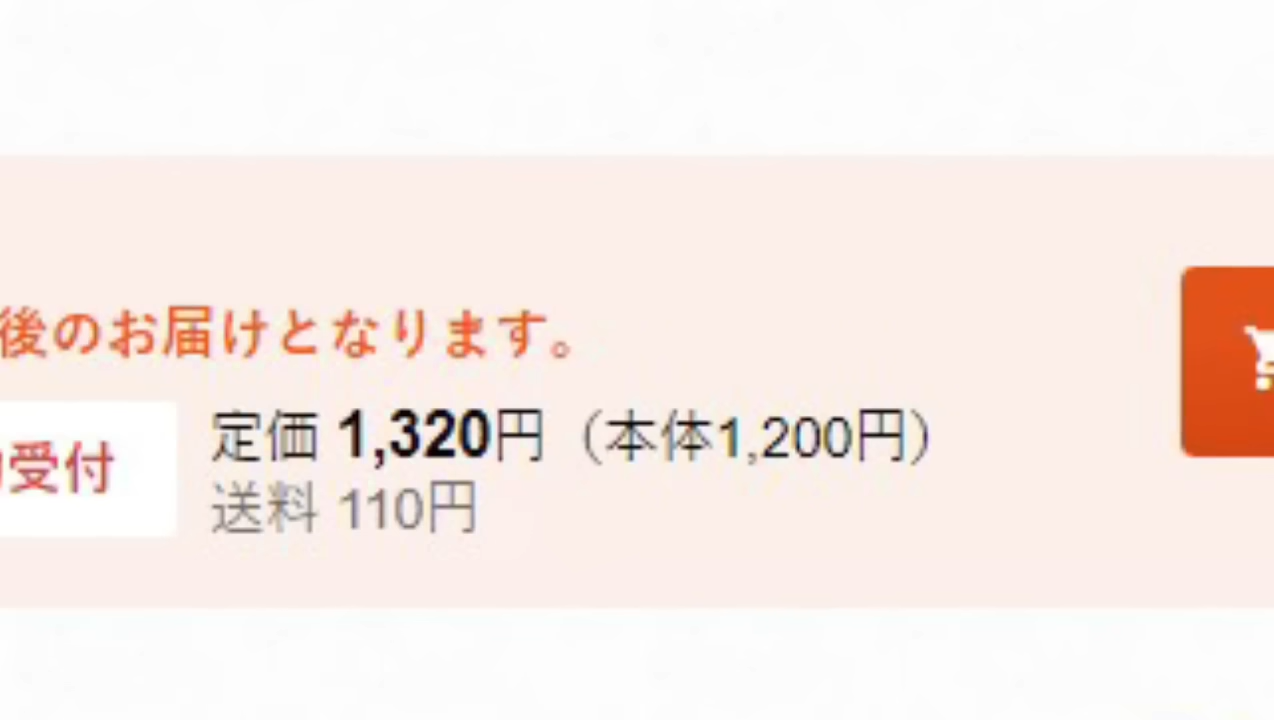 後のお届けとなります。
受付
定価 1,320円（本体1,200円）
送料 110円